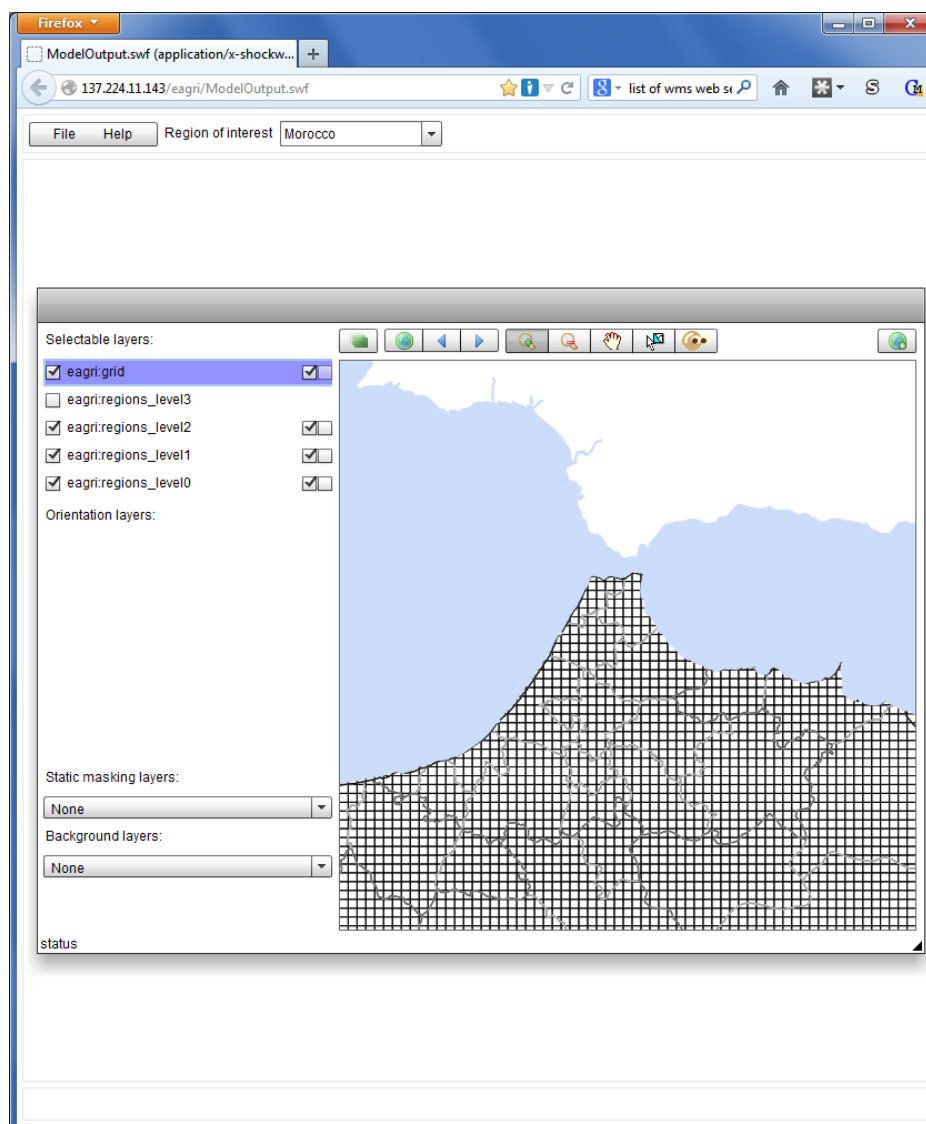 Firefox
ModelOutput.swf (application/x-shockw...
137.224.11.143/eagri/ModelOutput.swf
list of wms web se
File Help Region of interest Morocco
Selectable layers:
eagri:grid
eagri:regions_level3
eagri:regions_level2
eagri:regions_level1
eagri:regions_level0
Orientation layers:
Static masking layers:
None
Background layers:
None
status